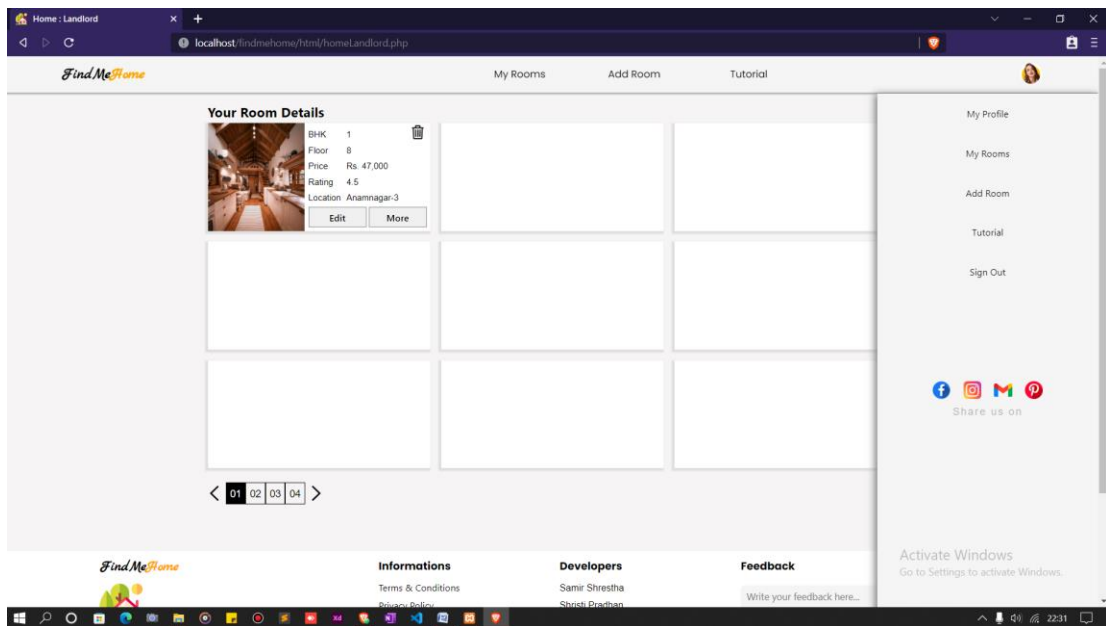 Home : Landlord
localhost/findmehome/html/homeLandlord.php
FindMeHome
My Rooms Add Room Tutorial
Your Room Details
BHK 1
Floor 8
Price Rs. 47,000
Rating 4.5
Location Anamnagar-3
Edit More
01 02 03 04
My Profile
My Rooms
Add Room
Tutorial
Sign Out
Share us on
Activate Windows
Go to Settings to activate Windows.
FindMeHome
Informations Developers Feedback
Terms & Conditions Samir Shrestha Write your feedback here...
Privacy Policy Shristi Pradhan
22:31